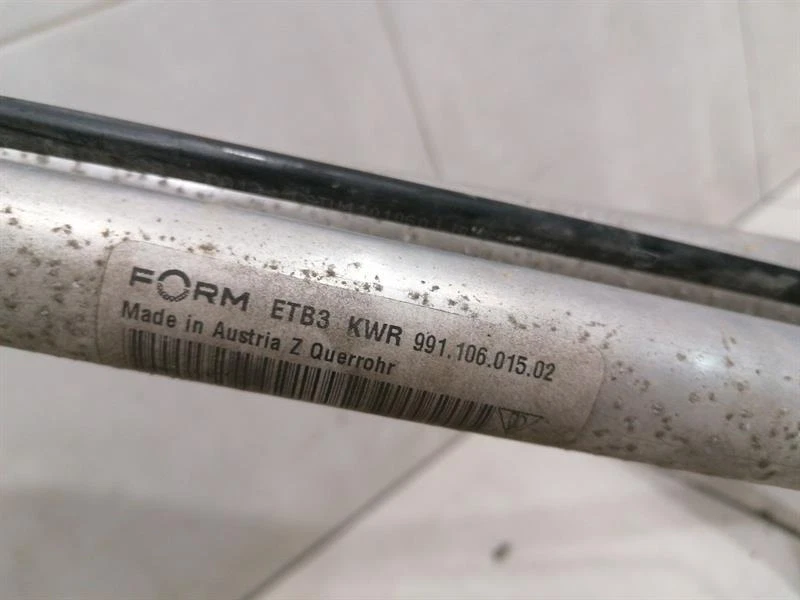 FORM ETB3 KWR 991.106.015.02
Made in Austria Z Querrohr